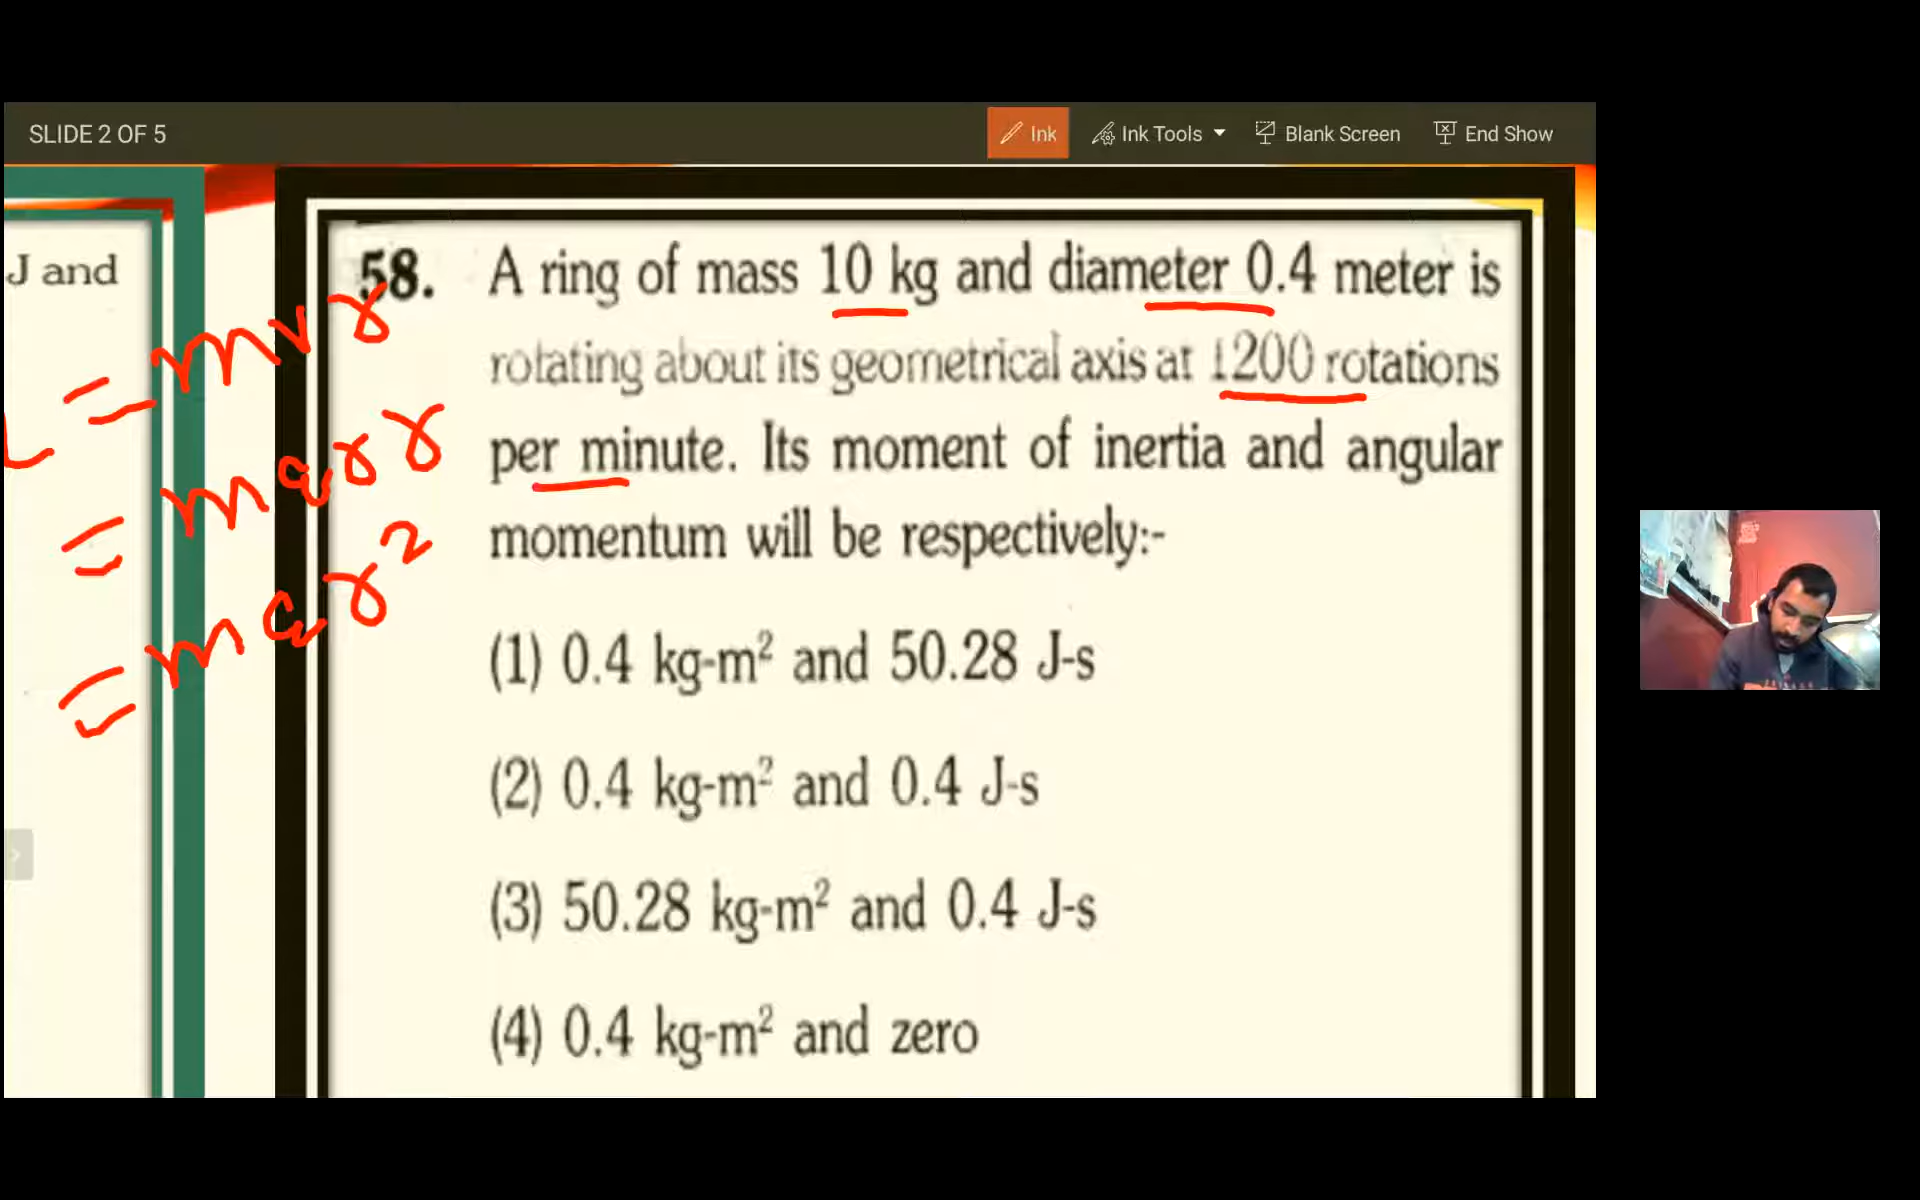 SLIDE 2 OF 5
Ink
Ink Tools
Blank Screen
End Show
J and
58. A ring of mass 10 kg and diameter 0.4 meter is
rotating about its geometrical axis at 1200 rotations
per minute. Its moment of inertia and angular
momentum will be respectively:-
(1) 0.4 kg-m² and 50.28 J-s
(2) 0.4 kg-m² and 0.4 J-s
(3) 50.28 kg-m² and 0.4 J-s
(4) 0.4 kg-m² and zero
L = mvr
= mωrr
= mωr²